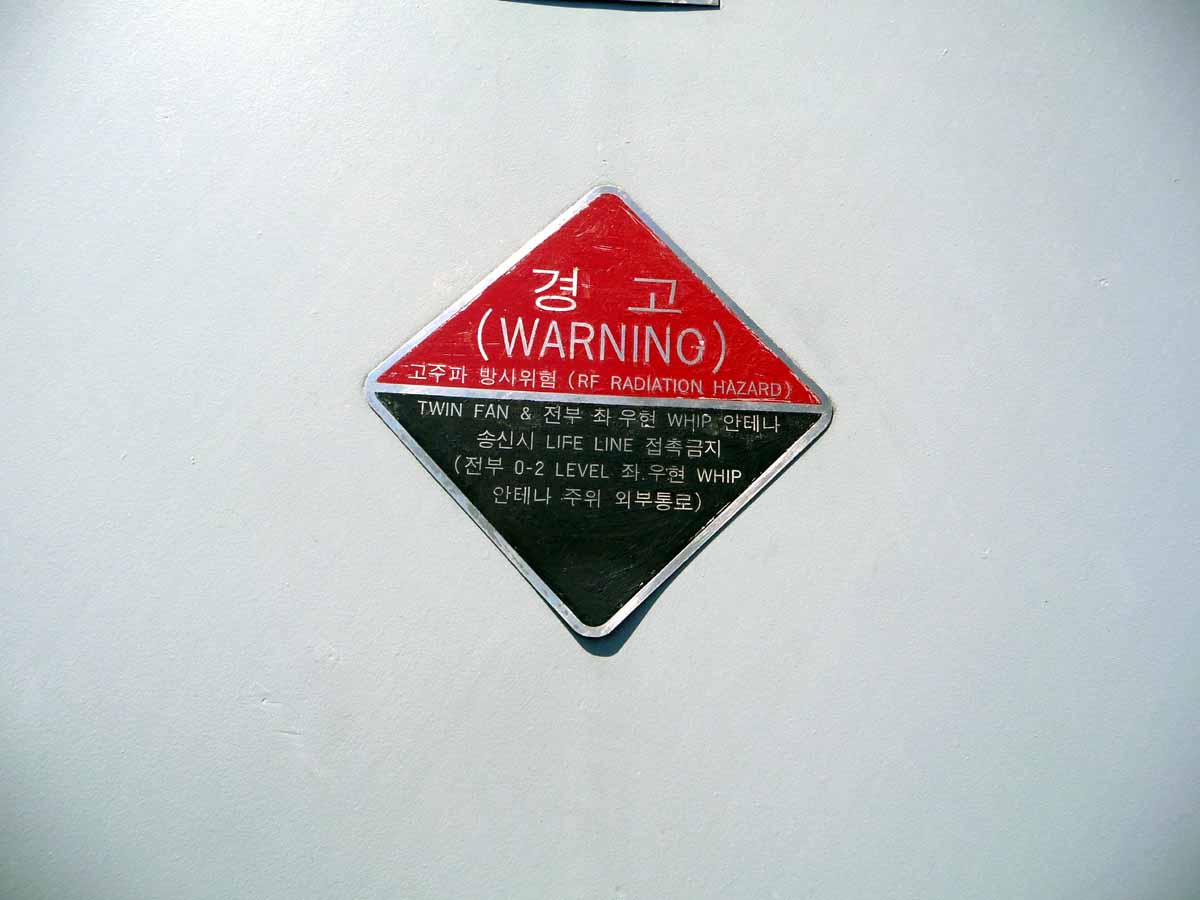 경 고
(WARNING)
고주파 방사위험 (RF RADIATION HAZARD)
TWIN FAN & 전부 좌.우현 WHIP 안테나
송신시 LIFE LINE 접촉금지
(전부 0-2 LEVEL 좌.우현 WHIP
안테나 주위 외부통로)